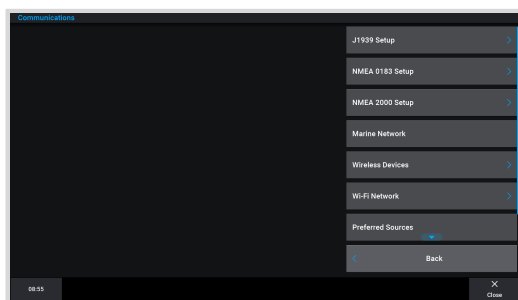 Communications
J1939 Setup
NMEA 0183 Setup
NMEA 2000 Setup
Marine Network
Wireless Devices
Wi-Fi Network
Preferred Sources
Back
08:55
Close